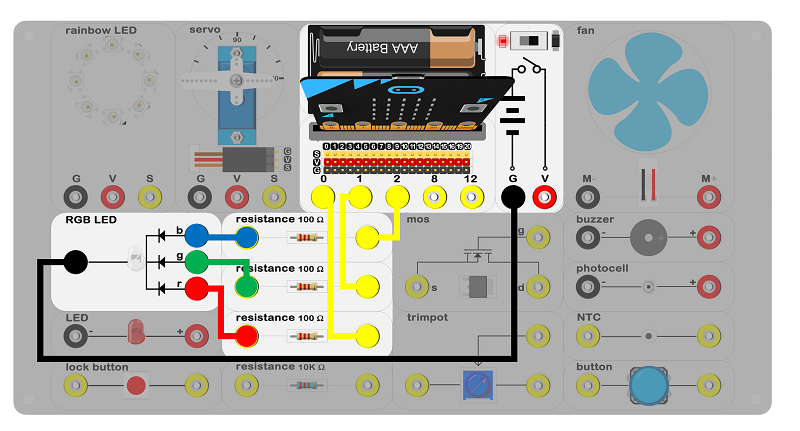 rainbow LED
servo
90
0
G
V
S
G V S
G V S
AAA Battery
0 1 2 3 4 5 6 7 8 9 10 11 12 13 14 15 16 19 20
S
V
G
0 1 2 8 12
G V
fan
M- M+
RGB LED
b
g
r
resistance 100 Ω
resistance 100 Ω
resistance 100 Ω
mos
g
s d
buzzer
- +
photocell
- +
LED
- +
trimpot
NTC
lock button
resistance 10K Ω
button